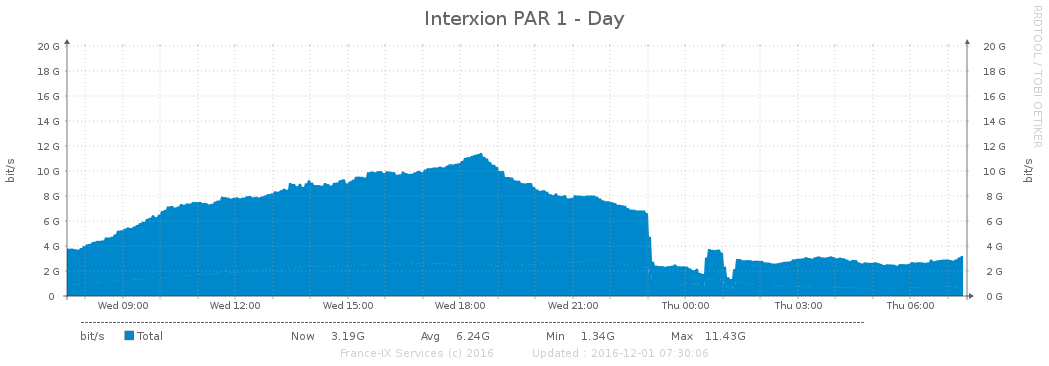 Interxion PAR 1 - Day
RRDTOOL / TOBI OETIKER
bit/s
bit/s
20 G 20 G
18 G 18 G
16 G 16 G
14 G 14 G
12 G 12 G
10 G 10 G
8 G 8 G
6 G 6 G
4 G 4 G
2 G 2 G
0 0 G
Wed 09:00 Wed 12:00 Wed 15:00 Wed 18:00 Wed 21:00 Thu 00:00 Thu 03:00 Thu 06:00
bit/s Total Now 3.19G Avg 6.24G Min 1.34G Max 11.43G
France-IX Services (c) 2016 Updated : 2016-12-01 07:30:06